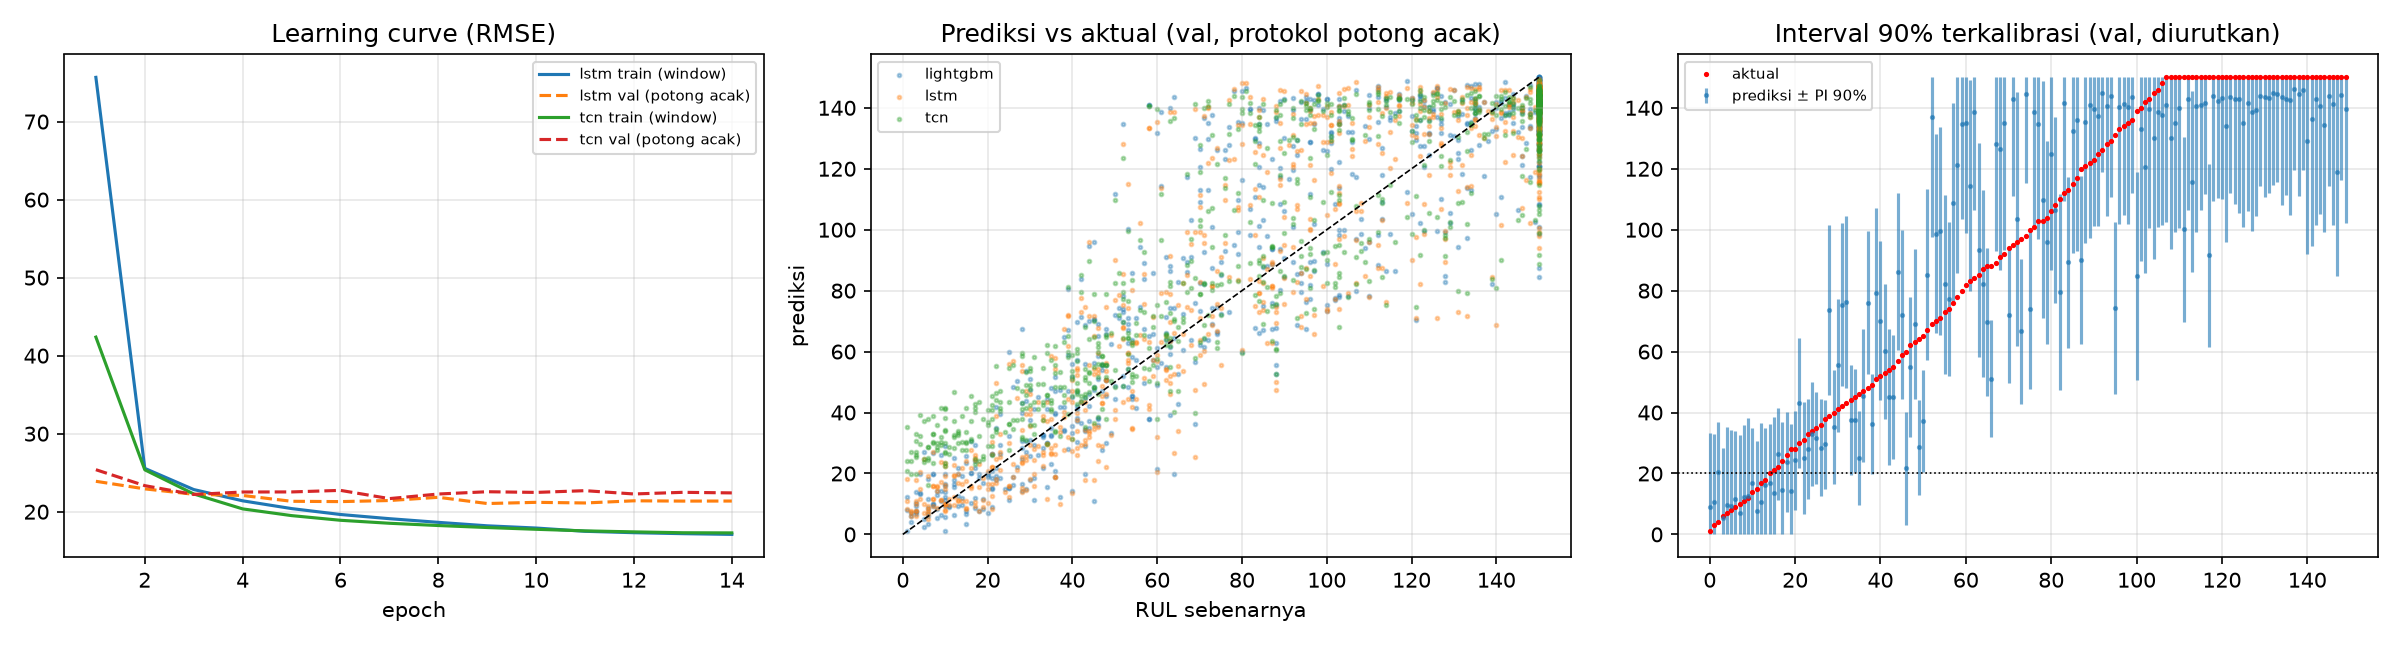 Learning curve (RMSE)
lstm train (window)
lstm val (potong acak)
tcn train (window)
tcn val (potong acak)
70
60
50
40
30
20
2 4 6 8 10 12 14
epoch
Prediksi vs aktual (val, protokol potong acak)
lightgbm
lstm
tcn
prediksi
140
120
100
80
60
40
20
0
0 20 40 60 80 100 120 140
RUL sebenarnya
Interval 90% terkalibrasi (val, diurutkan)
aktual
prediksi ± PI 90%
140
120
100
80
60
40
20
0
0 20 40 60 80 100 120 140